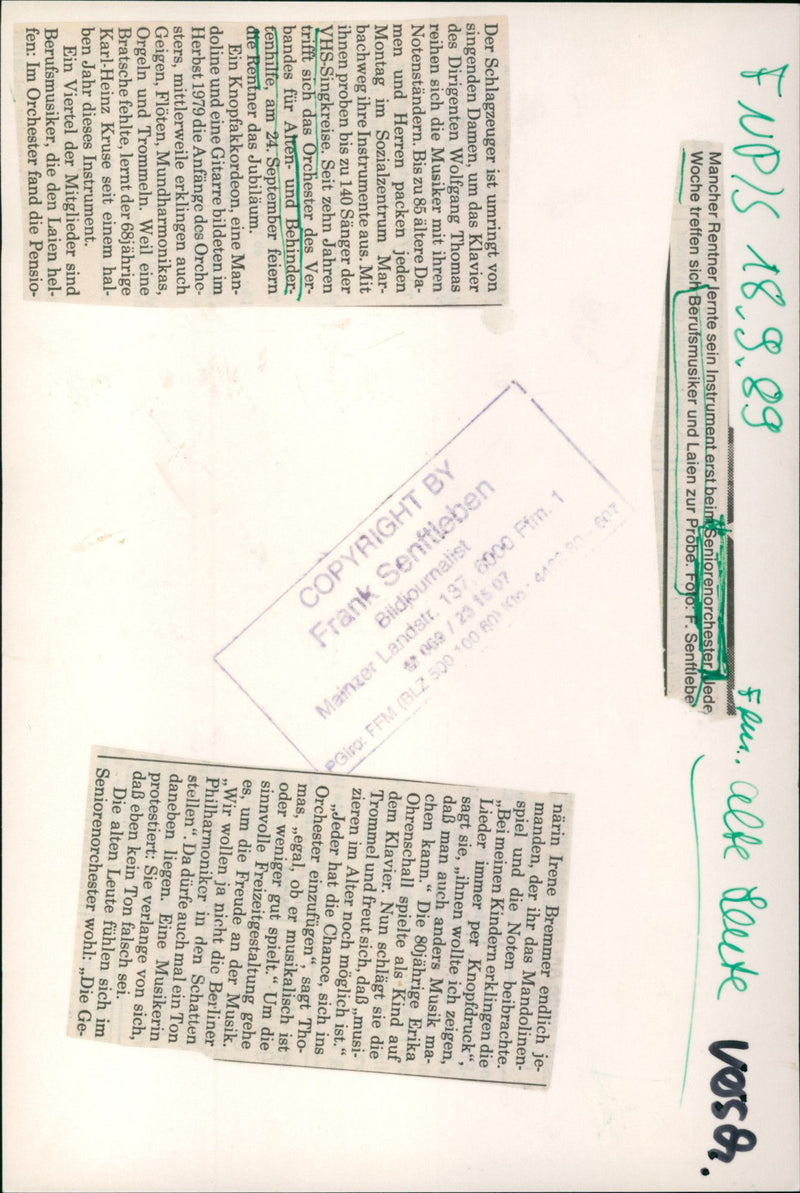 FNP/S 18.9.89
Ffm. alte Leute
Mancher Rentner lernte sein Instrument erst beim Seniorenorchester. Jede
Woche treffen sich Berufsmusiker und Laien zur Probe. Foto: F. Senftlebe
Der Schlagzeuger ist umringt von
singenden Damen, um das Klavier
des Dirigenten Wolfgang Thomas
reihen sich die Musiker mit ihren
Notenständern. Bis zu 85 ältere Da-
men und Herren packen jeden
Montag im Sozialzentrum Mar-
bachweg ihre Instrumente aus. Mit
ihnen proben bis zu 140 Sänger der
VHS-Singkreise. Seit zehn Jahren
trifft sich das Orchester des Ver-
bandes für Alten- und Behinder-
tenhilfe, am 24. September feiern
die Rentner das Jubiläum.
Ein Knopfakkordeon, eine Man-
doline und eine Gitarre bildeten im
Herbst 1979 die Anfänge des Orche-
sters, mittlerweile erklingen auch
Geigen, Flöten, Mundharmonikas,
Orgeln und Trommeln. Weil eine
Bratsche fehlte, lernt der 68jährige
Karl-Heinz Kruse seit einem hal-
ben Jahr dieses Instrument.
Ein Viertel der Mitglieder sind
Berufsmusiker, die den Laien hel-
fen: Im Orchester fand die Pensio-
närin Irene Bremmer endlich je-
manden, der ihr das Mandolinen-
spiel und die Noten beibrachte.
„Bei meinen Kindern erklingen die
Lieder immer per Knopfdruck“,
sagt sie, „ihnen wollte ich zeigen,
daß man auch anders Musik ma-
chen kann.“ Die 80jährige Erika
Ohrenschall spielte als Kind auf
dem Klavier. Nun schlägt sie die
Trommel und freut sich, daß „musi-
zieren im Alter noch möglich ist.“
„Jeder hat die Chance, sich ins
Orchester einzufügen“, sagt Tho-
mas, „egal, ob er musikalisch ist
oder weniger gut spielt.“ Um die
sinnvolle Freizeitgestaltung gehe
es, um die Freude an der Musik.
„Wir wollen ja nicht die Berliner
Philharmoniker in den Schatten
stellen“. Da dürfe auch mal ein Ton
daneben liegen. Eine Musikerin
protestiert: Sie verlange von sich,
daß eben kein Ton falsch sei.
Die alten Leute fühlen sich im
Seniorenorchester wohl: „Die Ge-
COPYRIGHT BY
Frank Senftleben
Bildjournalist
Mainzer Landstr. 137, 6000 Ffm. 1
☎ 069 / 23 15 07
PGiro: FFM (BLZ 500 100 60) Kto.